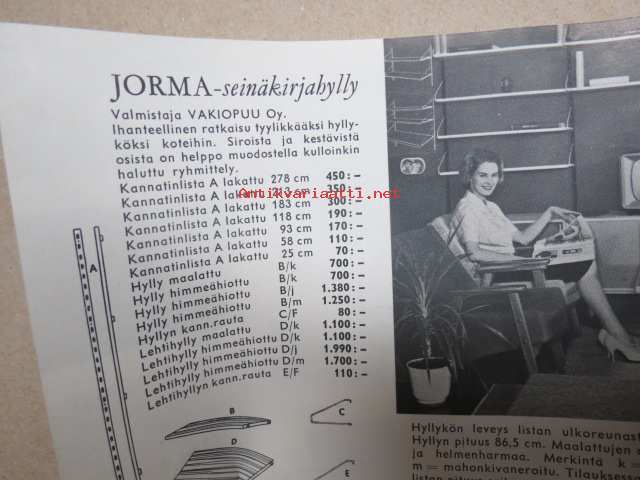 JORMA-seinäkirjahylly
Valmistaja VAKIOPUU Oy.
Ihanteellinen ratkaisu tyylikkääksi hylly-
köksi koteihin. Siroista ja kestävistä
osista on helppo muodostella kulloinkin
haluttu ryhmittely.
Kannatinlista A lakattu 278 cm 450:–
Kannatinlista A lakattu 213 cm 350:–
Kannatinlista A lakattu 183 cm 300:–
Kannatinlista A lakattu 118 cm 190:–
Kannatinlista A lakattu 93 cm 170:–
Kannatinlista A lakattu 58 cm 110:–
Kannatinlista A lakattu 25 cm 70:–
Hylly maalattu B/k 700:–
Hylly himmeähiottu B/k 700:–
Hylly himmeähiottu B/j 1.380:–
Hylly himmeähiottu B/m 1.250:–
Hyllyn kann.rauta C/F 80:–
Lehtihylly maalattu D/k 1.100:–
Lehtihylly himmeähiottu D/k 1.100:–
Lehtihylly himmeähiottu D/j 1.990:–
Lehtihylly himmeähiottu D/m 1.700:–
Lehtihyllyn kann.rauta E/F 110:–
Antikvariaatti.net
A
B
C
D
E
Hyllykön leveys listan ulkoreunast
Hyllyn pituus 86,5 cm. Maalattujen s
ja helmenharmaa. Merkintä k =
m = mahonkivaneroitu. Tilauksessa